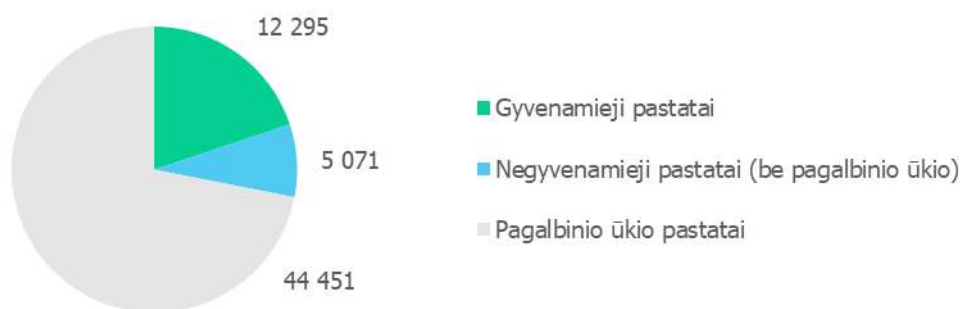 12 295
5 071
44 451
Gyvenamieji pastatai
Negyvenamieji pastatai (be pagalbinio ūkio)
Pagalbinio ūkio pastatai